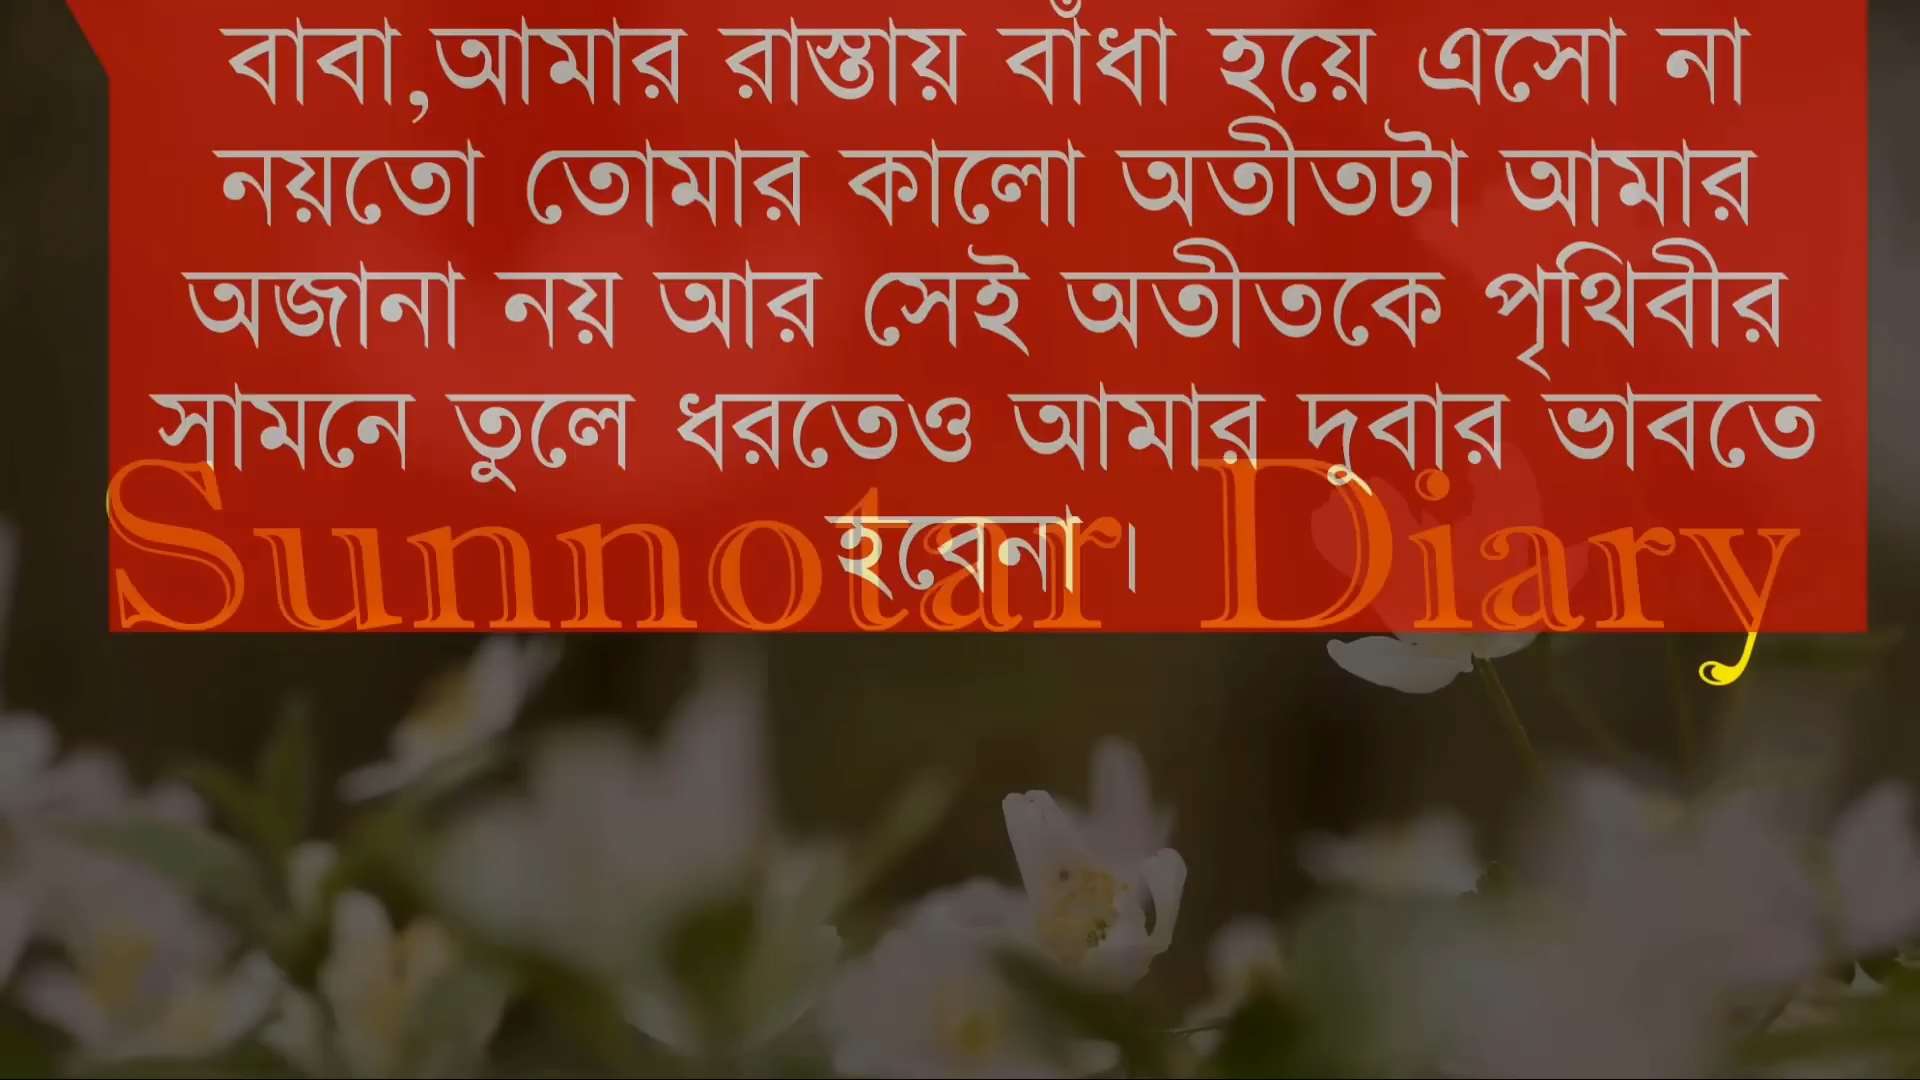 বাবা,আমার রাস্তায় বাঁধা হয়ে এসো না
নয়তো তোমার কালো অতীতটা আমার
অজানা নয় আর সেই অতীতকে পৃথিবীর
সামনে তুলে ধরতেও আমার দুবার ভাবতে
হবেনা।
Sunnotar Diary